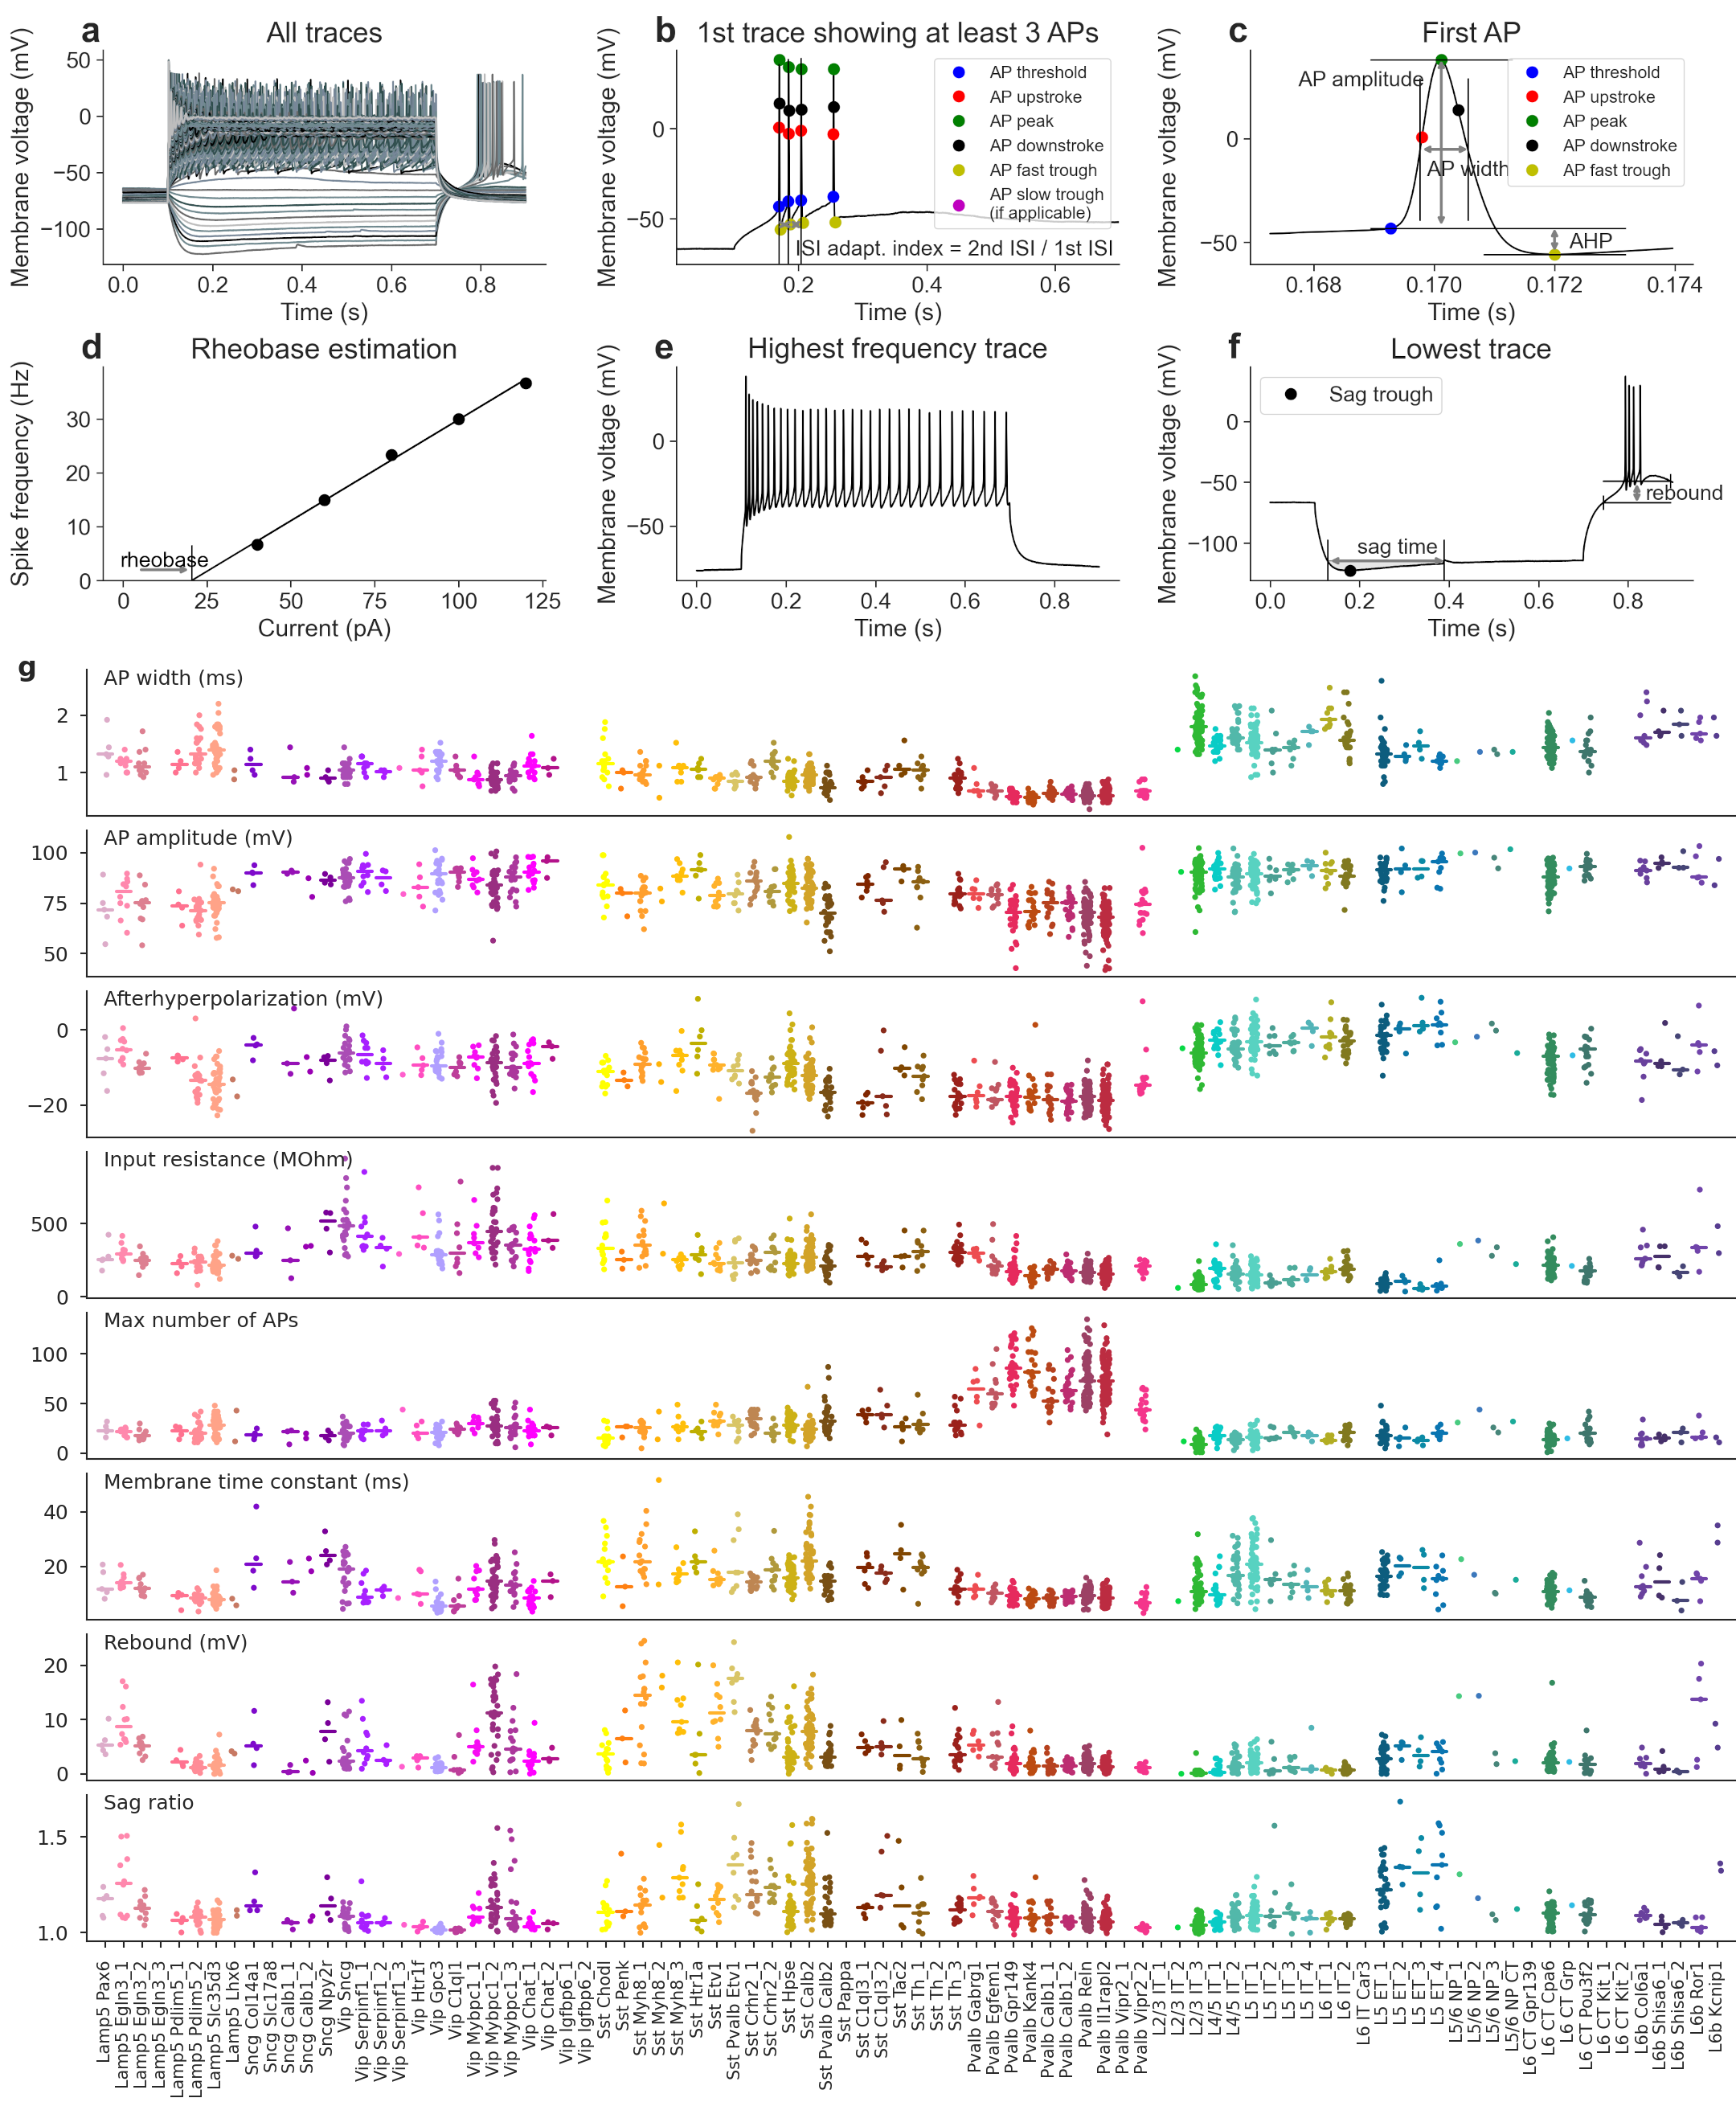 a
All traces
Membrane voltage (mV)
50
0
−50
−100
0.0 0.2 0.4 0.6 0.8
Time (s)
b
1st trace showing at least 3 APs
Membrane voltage (mV)
0
−50
AP threshold
AP upstroke
AP peak
AP downstroke
AP fast trough
AP slow trough
(if applicable)
ISI adapt. index = 2nd ISI / 1st ISI
0.2 0.4 0.6
Time (s)
c
First AP
Membrane voltage (mV)
0
−50
AP amplitude
AP width
AHP
AP threshold
AP upstroke
AP peak
AP downstroke
AP fast trough
0.168 0.170 0.172 0.174
Time (s)
d
Rheobase estimation
Spike frequency (Hz)
30
20
10
0
rheobase
0 25 50 75 100 125
Current (pA)
e
Highest frequency trace
Membrane voltage (mV)
0
−50
0.0 0.2 0.4 0.6 0.8
Time (s)
f
Lowest trace
Membrane voltage (mV)
0
−50
−100
Sag trough
rebound
sag time
0.0 0.2 0.4 0.6 0.8
Time (s)
g
AP width (ms)
2
1
AP amplitude (mV)
100
75
50
Afterhyperpolarization (mV)
0
−20
Input resistance (MOhm)
500
0
Max number of APs
100
50
0
Membrane time constant (ms)
40
20
Rebound (mV)
20
10
0
Sag ratio
1.5
1.0
Lamp5 Pax6
Lamp5 Egln3_1
Lamp5 Egln3_2
Lamp5 Egln3_3
Lamp5 Pdlim5_1
Lamp5 Pdlim5_2
Lamp5 Slc35d3
Lamp5 Lhx6
Sncg Col14a1
Sncg Slc17a8
Sncg Calb1_1
Sncg Calb1_2
Sncg Npy2r
Vip Sncg
Vip Serpinf1_1
Vip Serpinf1_2
Vip Serpinf1_3
Vip Htr1f
Vip Gpc3
Vip C1ql1
Vip Mybpc1_1
Vip Mybpc1_2
Vip Mybpc1_3
Vip Chat_1
Vip Chat_2
Vip Igfbp6_1
Vip Igfbp6_2
Sst Chodl
Sst Penk
Sst Myh8_1
Sst Myh8_2
Sst Myh8_3
Sst Htr1a
Sst Etv1
Sst Pvalb Etv1
Sst Crhr2_1
Sst Crhr2_2
Sst Hpse
Sst Calb2
Sst Pvalb Calb2
Sst Pappa
Sst C1ql3_1
Sst C1ql3_2
Sst Tac2
Sst Th_1
Sst Th_2
Sst Th_3
Pvalb Gabrg1
Pvalb Egfem1
Pvalb Gpr149
Pvalb Kank4
Pvalb Calb1_1
Pvalb Calb1_2
Pvalb Reln
Pvalb Il1rapl2
Pvalb Vipr2_1
Pvalb Vipr2_2
L2/3 IT_1
L2/3 IT_2
L2/3 IT_3
L4/5 IT_1
L4/5 IT_2
L5 IT_1
L5 IT_2
L5 IT_3
L5 IT_4
L6 IT_1
L6 IT_2
L6 IT Car3
L5 ET_1
L5 ET_2
L5 ET_3
L5 ET_4
L5/6 NP_1
L5/6 NP_2
L5/6 NP_3
L5/6 NP CT
L6 CT Gpr139
L6 CT Cpa6
L6 CT Grp
L6 CT Pou3f2
L6 CT Kit_1
L6 CT Kit_2
L6b Col6a1
L6b Shisa6_1
L6b Shisa6_2
L6b Ror1
L6b Kcnip1